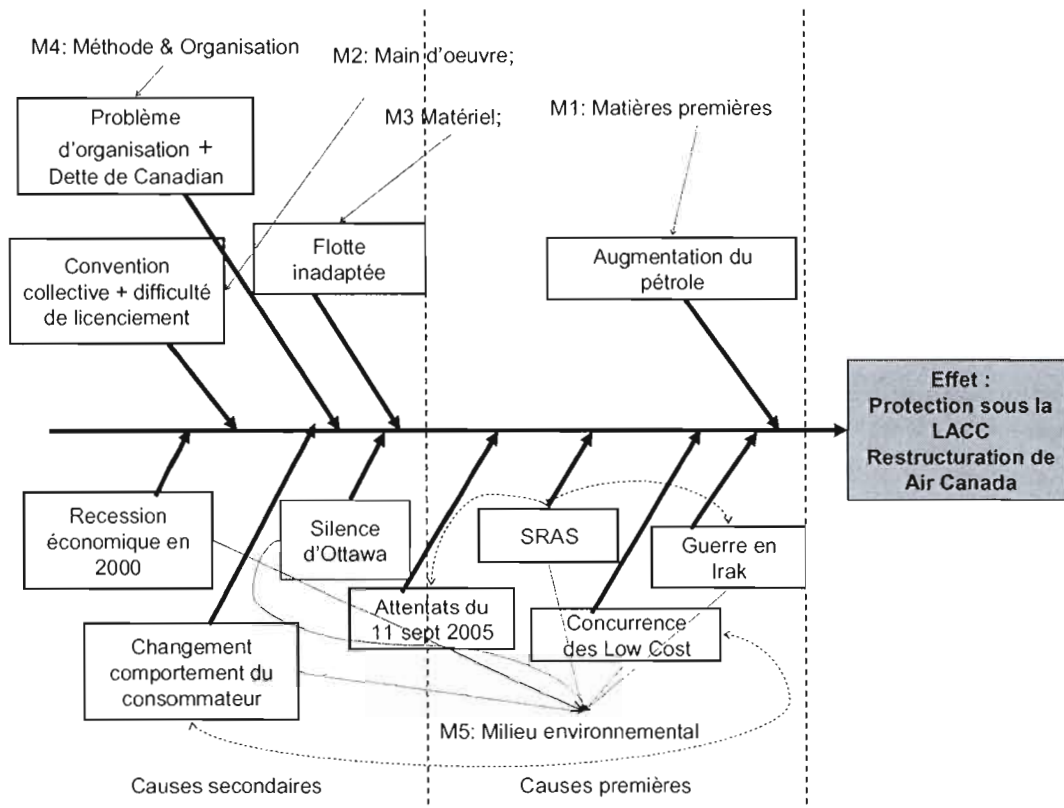 M4: Méthode & Organisation
M2: Main d'oeuvre;
M3 Matériel;
M1: Matières premières
Problème
d'organisation +
Dette de Canadian
Convention
collective + difficulté
de licenciement
Flotte
inadaptée
Augmentation du
pétrole
Effet :
Protection sous la
LACC
Restructuration de
Air Canada
Recession
économique en
2000
Silence
d'Ottawa
SRAS
Guerre en
Irak
Attentats du
11 sept 2005
Concurrence
des Low Cost
Changement
comportement du
consommateur
M5: Milieu environnemental
Causes secondaires
Causes premières